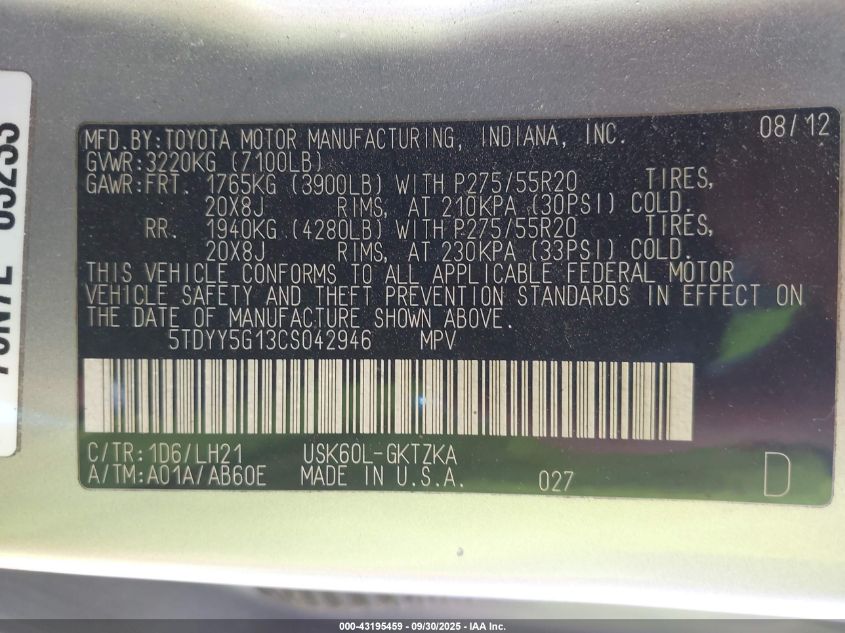 MFD. BY: TOYOTA MOTOR MANUFACTURING, INDIANA, INC. 08/12
GVWR: 3220KG (7100LB)
GAWR: FRT. 1765KG (3900LB) WITH P275/55R20 TIRES,
20X8J RIMS, AT 210KPA (30PSI) COLD.
RR. 1940KG (4280LB) WITH P275/55R20 TIRES,
20X8J RIMS, AT 230KPA (33PSI) COLD.
THIS VEHICLE CONFORMS TO ALL APPLICABLE FEDERAL MOTOR
VEHICLE SAFETY AND THEFT PREVENTION STANDARDS IN EFFECT ON
THE DATE OF MANUFACTURE SHOWN ABOVE.
5TDYY5G13CS042946 MPV
C/TR: 1D6/LH21 USK60L-GKTZKA
A/TM: A01A/AB60E MADE IN U.S.A. 027 D
000-43195459 - 09/30/2025 - IAA Inc.